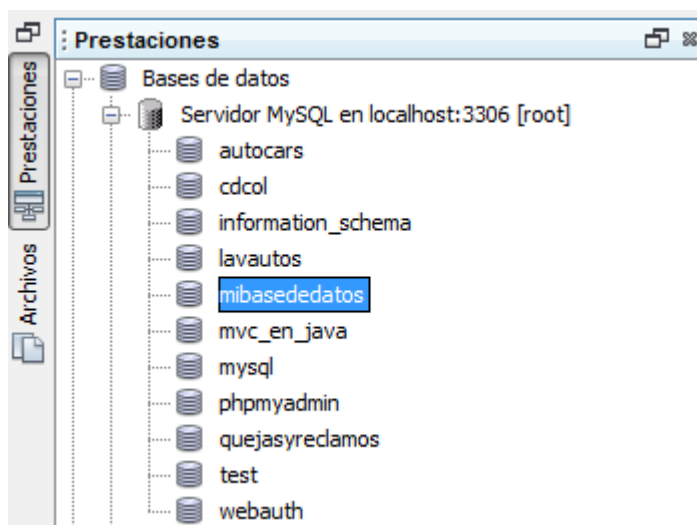 Prestaciones
Archivos
Prestaciones
Bases de datos
Servidor MySQL en localhost:3306 [root]
autocars
cdcol
information_schema
lavautos
mibasededatos
mvc_en_java
mysql
phpmyadmin
quejasyreclamos
test
webauth